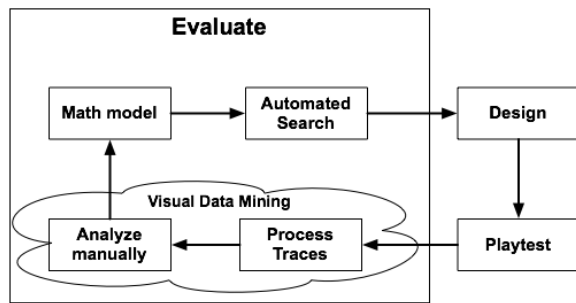 Evaluate
Math model
Automated
Search
Design
Visual Data Mining
Analyze
manually
Process
Traces
Playtest